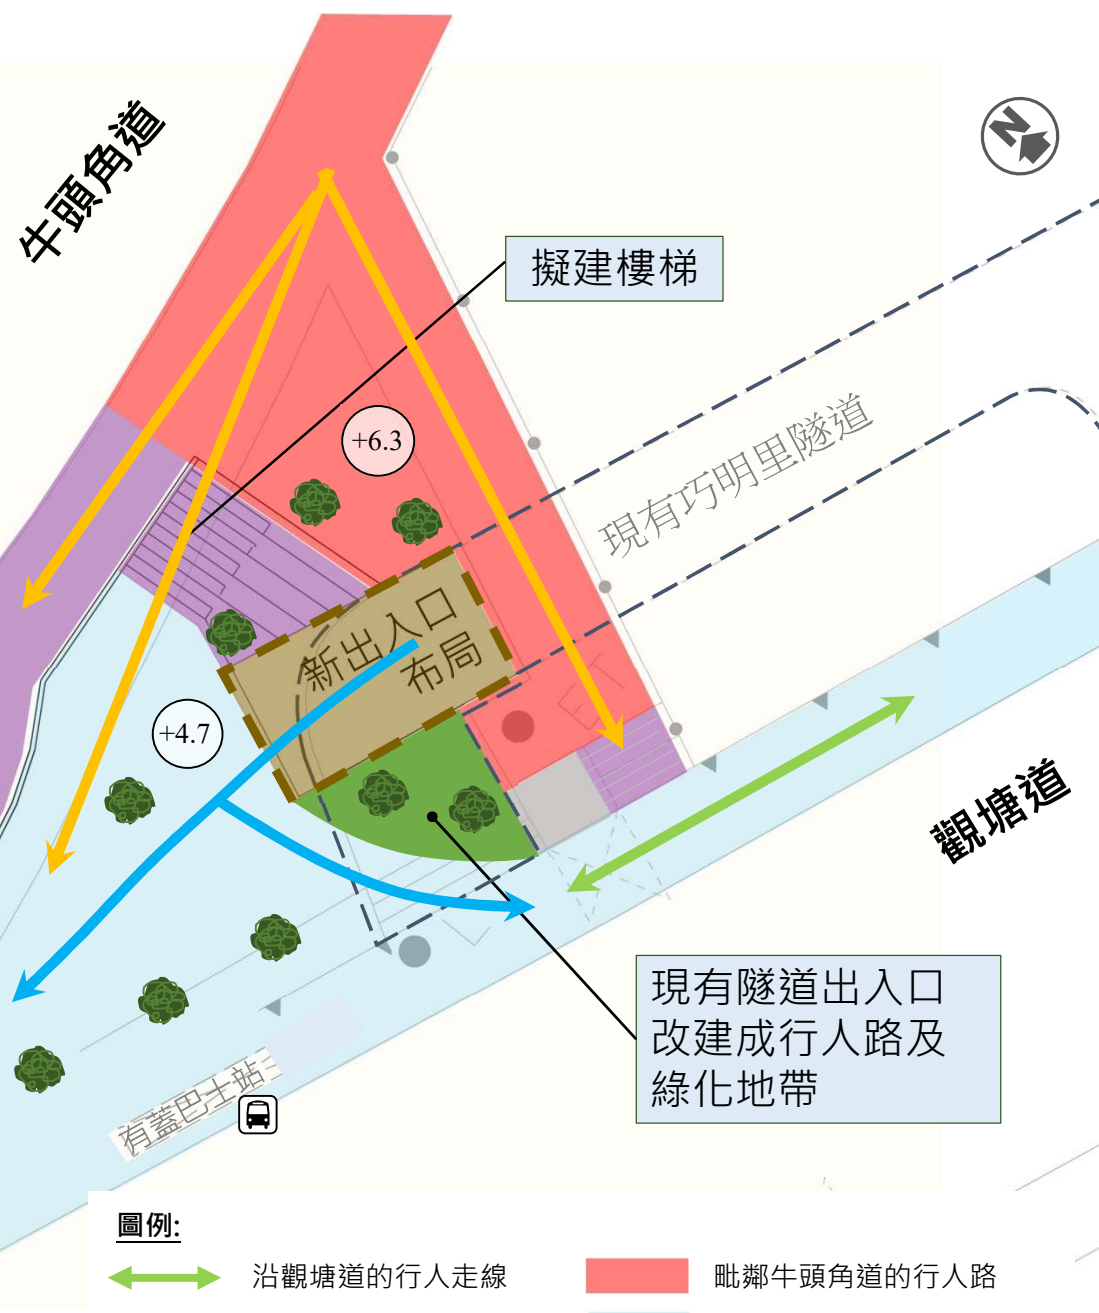 牛頭角道
N
擬建樓梯
+6.3
現有巧明里隧道
新出入口
布局
+4.7
觀塘道
現有隧道出入口
改建成行人路及
綠化地帶
有蓋巴士站
圖例:
沿觀塘道的行人走線
毗鄰牛頭角道的行人路